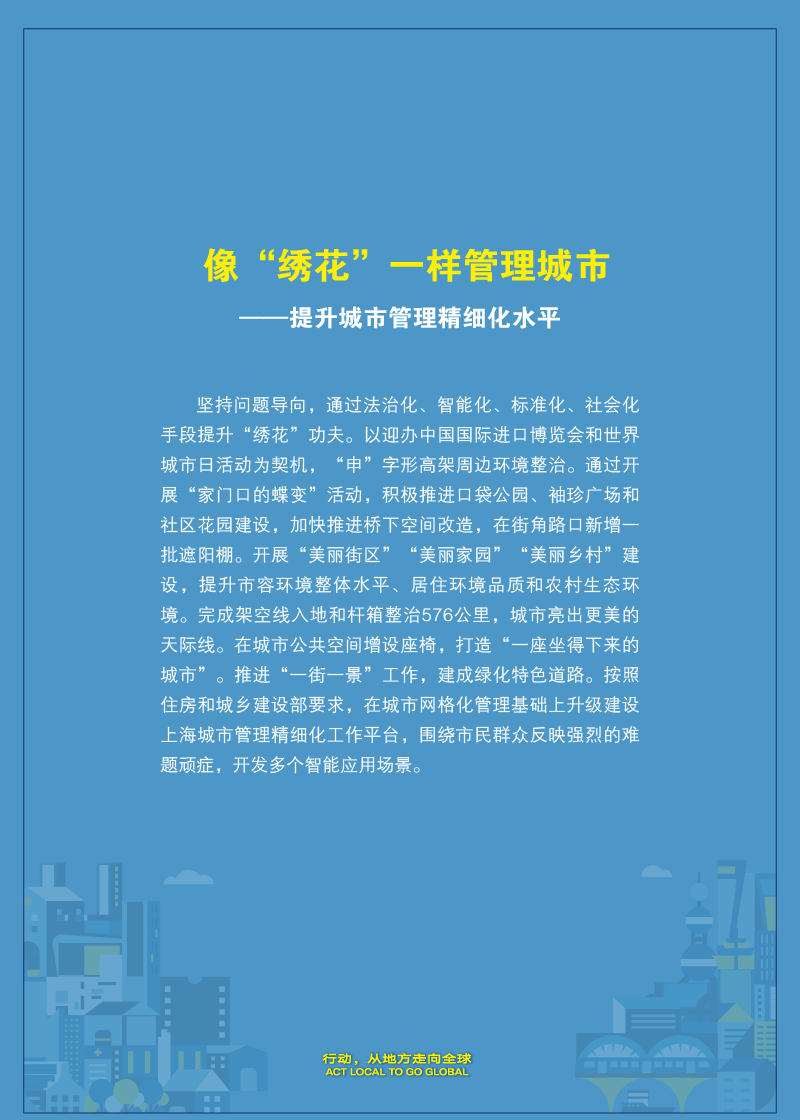 像“绣花”一样管理城市
——提升城市管理精细化水平
坚持问题导向，通过法治化、智能化、标准化、社会化
手段提升“绣花”功夫。以迎办中国国际进口博览会和世界
城市日活动为契机，“申”字形高架周边环境整治。通过开
展“家门口的蝶变”活动，积极推进口袋公园、袖珍广场和
社区花园建设，加快推进桥下空间改造，在街角路口新增一
批遮阳棚。开展“美丽街区”“美丽家园”“美丽乡村”建
设，提升市容环境整体水平、居住环境品质和农村生态环
境。完成架空线入地和杆箱整治576公里，城市亮出更美的
天际线。在城市公共空间增设座椅，打造“一座坐得下来的
城市”。推进“一街一景”工作，建成绿化特色道路。按照
住房和城乡建设部要求，在城市网格化管理基础上升级建设
上海城市管理精细化工作平台，围绕市民群众反映强烈的难
题顽症，开发多个智能应用场景。
行动，从地方走向全球
ACT LOCAL TO GO GLOBAL